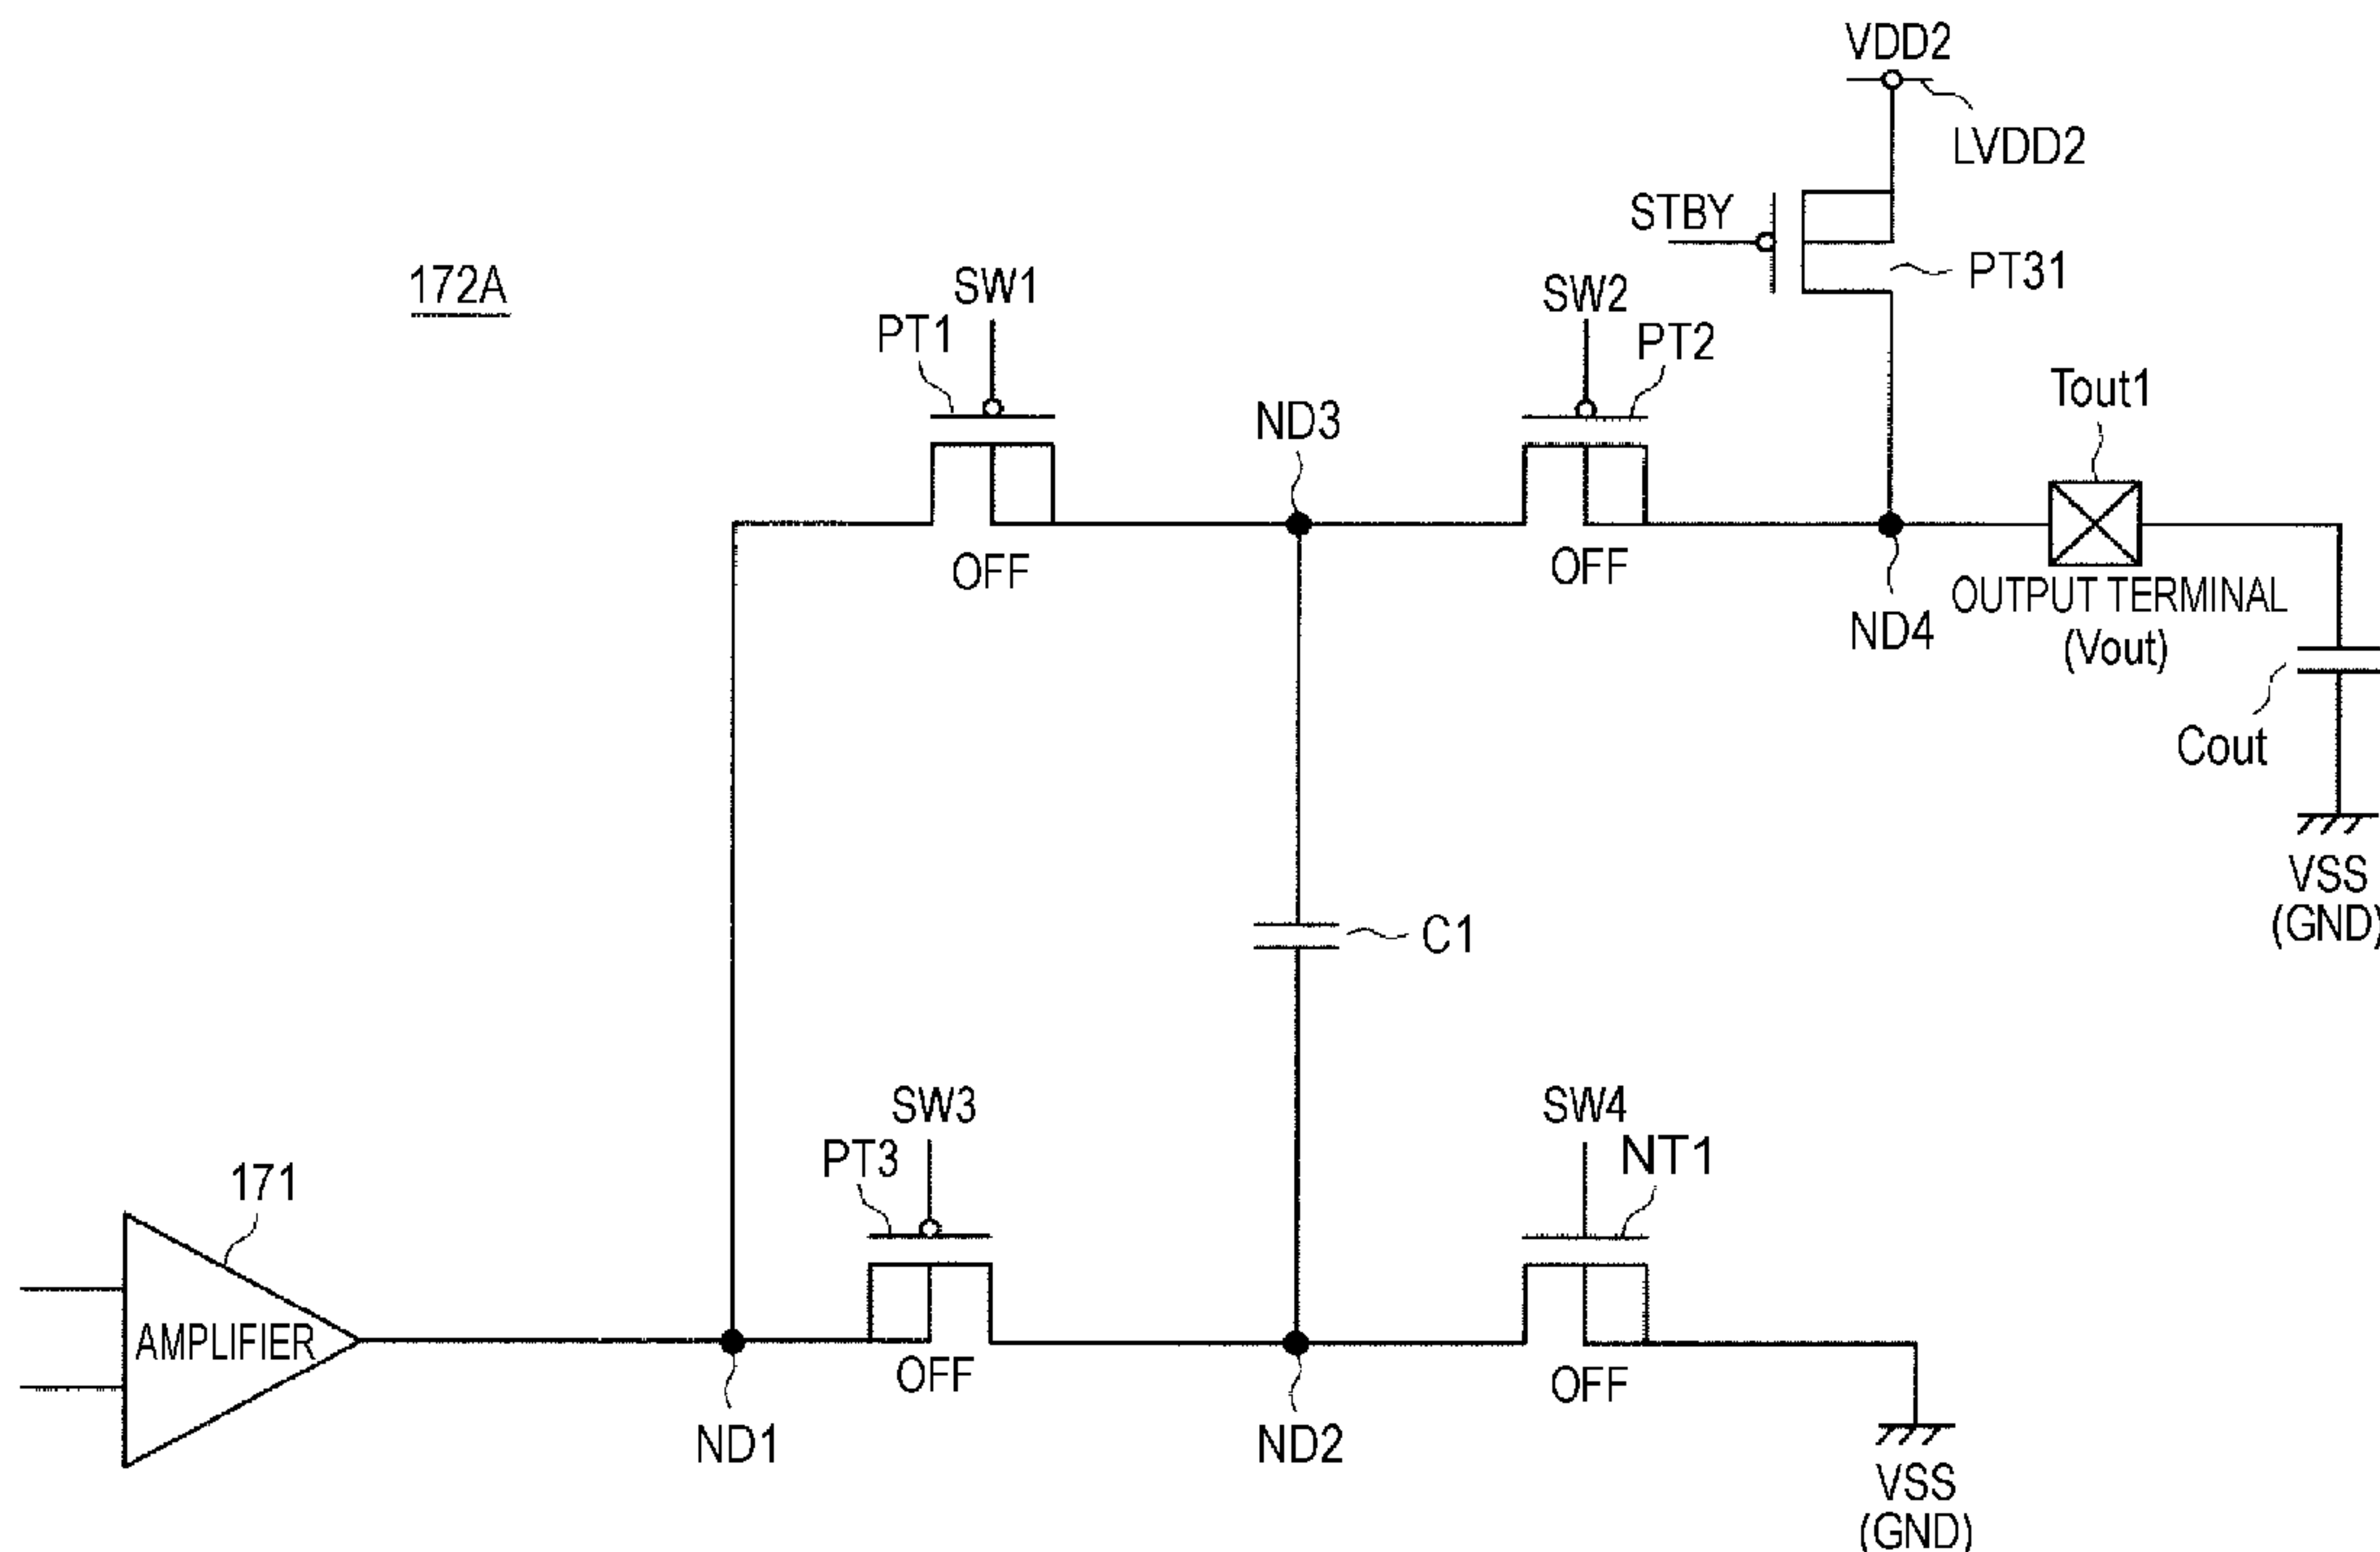 VDD2
LVDD2
STBY
PT31
172A
SW1
PT1
SW2
PT2
ND3
Tout1
OFF
OFF
OUTPUT TERMINAL
(Vout)
ND4
Cout
VSS
(GND)
C1
SW3
PT3
SW4
NT1
171
AMPLIFIER
OFF
OFF
ND1
ND2
VSS
(GND)